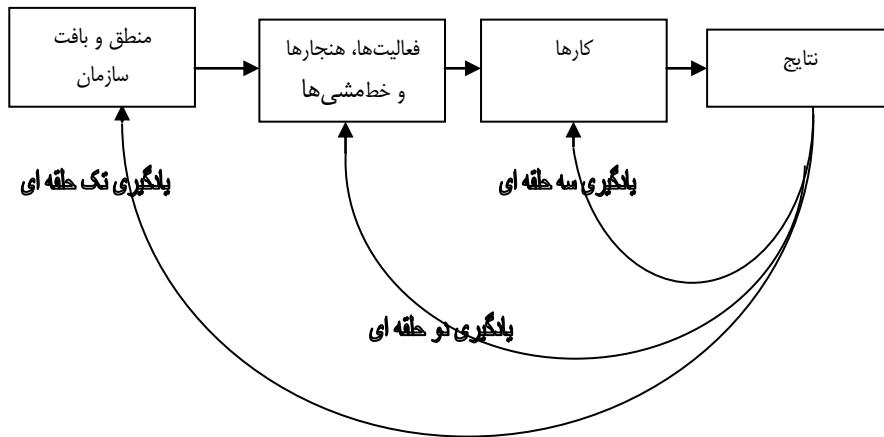 نتایج
کارها
فعالیت‌ها، هنجارها
و خط‌مشی‌ها
منطق و بافت
سازمان
یادگیری سه حلقه ای
یادگیری تک حلقه ای
یادگیری دو حلقه ای